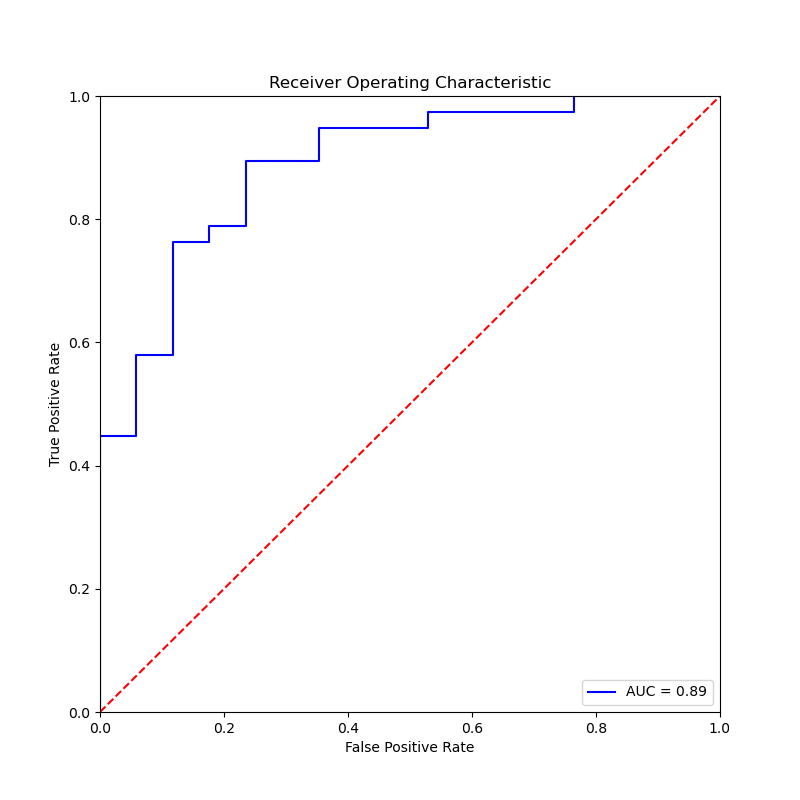 Receiver Operating Characteristic
1.0
0.8
0.6
0.4
0.2
0.0
True Positive Rate
AUC = 0.89
0.0 0.2 0.4 0.6 0.8 1.0
False Positive Rate